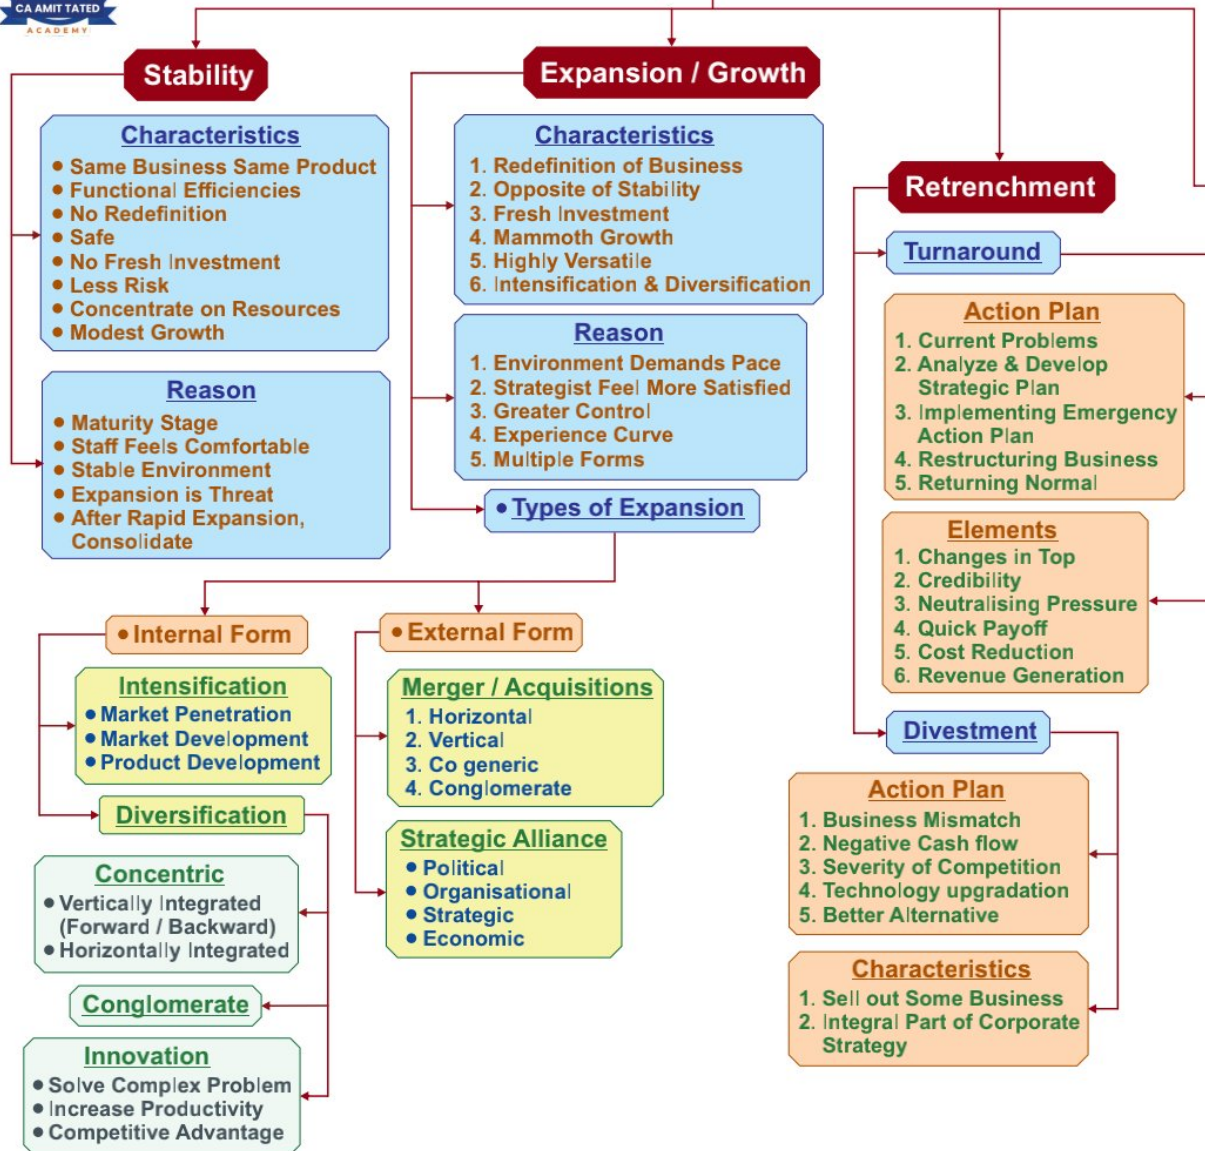 CA AMIT TATED
ACADEMY
Stability
Characteristics
• Same Business Same Product
• Functional Efficiencies
• No Redefinition
• Safe
• No Fresh Investment
• Less Risk
• Concentrate on Resources
• Modest Growth
Reason
• Maturity Stage
• Staff Feels Comfortable
• Stable Environment
• Expansion is Threat
• After Rapid Expansion,
Consolidate
Expansion / Growth
Characteristics
1. Redefinition of Business
2. Opposite of Stability
3. Fresh Investment
4. Mammoth Growth
5. Highly Versatile
6. Intensification & Diversification
Reason
1. Environment Demands Pace
2. Strategist Feel More Satisfied
3. Greater Control
4. Experience Curve
5. Multiple Forms
• Types of Expansion
• Internal Form
Intensification
• Market Penetration
• Market Development
• Product Development
Diversification
Concentric
• Vertically Integrated
(Forward / Backward)
• Horizontally Integrated
Conglomerate
Innovation
• Solve Complex Problem
• Increase Productivity
• Competitive Advantage
• External Form
Merger / Acquisitions
1. Horizontal
2. Vertical
3. Co generic
4. Conglomerate
Strategic Alliance
• Political
• Organisational
• Strategic
• Economic
Retrenchment
Turnaround
Action Plan
1. Current Problems
2. Analyze & Develop
Strategic Plan
3. Implementing Emergency
Action Plan
4. Restructuring Business
5. Returning Normal
Elements
1. Changes in Top
2. Credibility
3. Neutralising Pressure
4. Quick Payoff
5. Cost Reduction
6. Revenue Generation
Divestment
Action Plan
1. Business Mismatch
2. Negative Cash flow
3. Severity of Competition
4. Technology upgradation
5. Better Alternative
Characteristics
1. Sell out Some Business
2. Integral Part of Corporate
Strategy